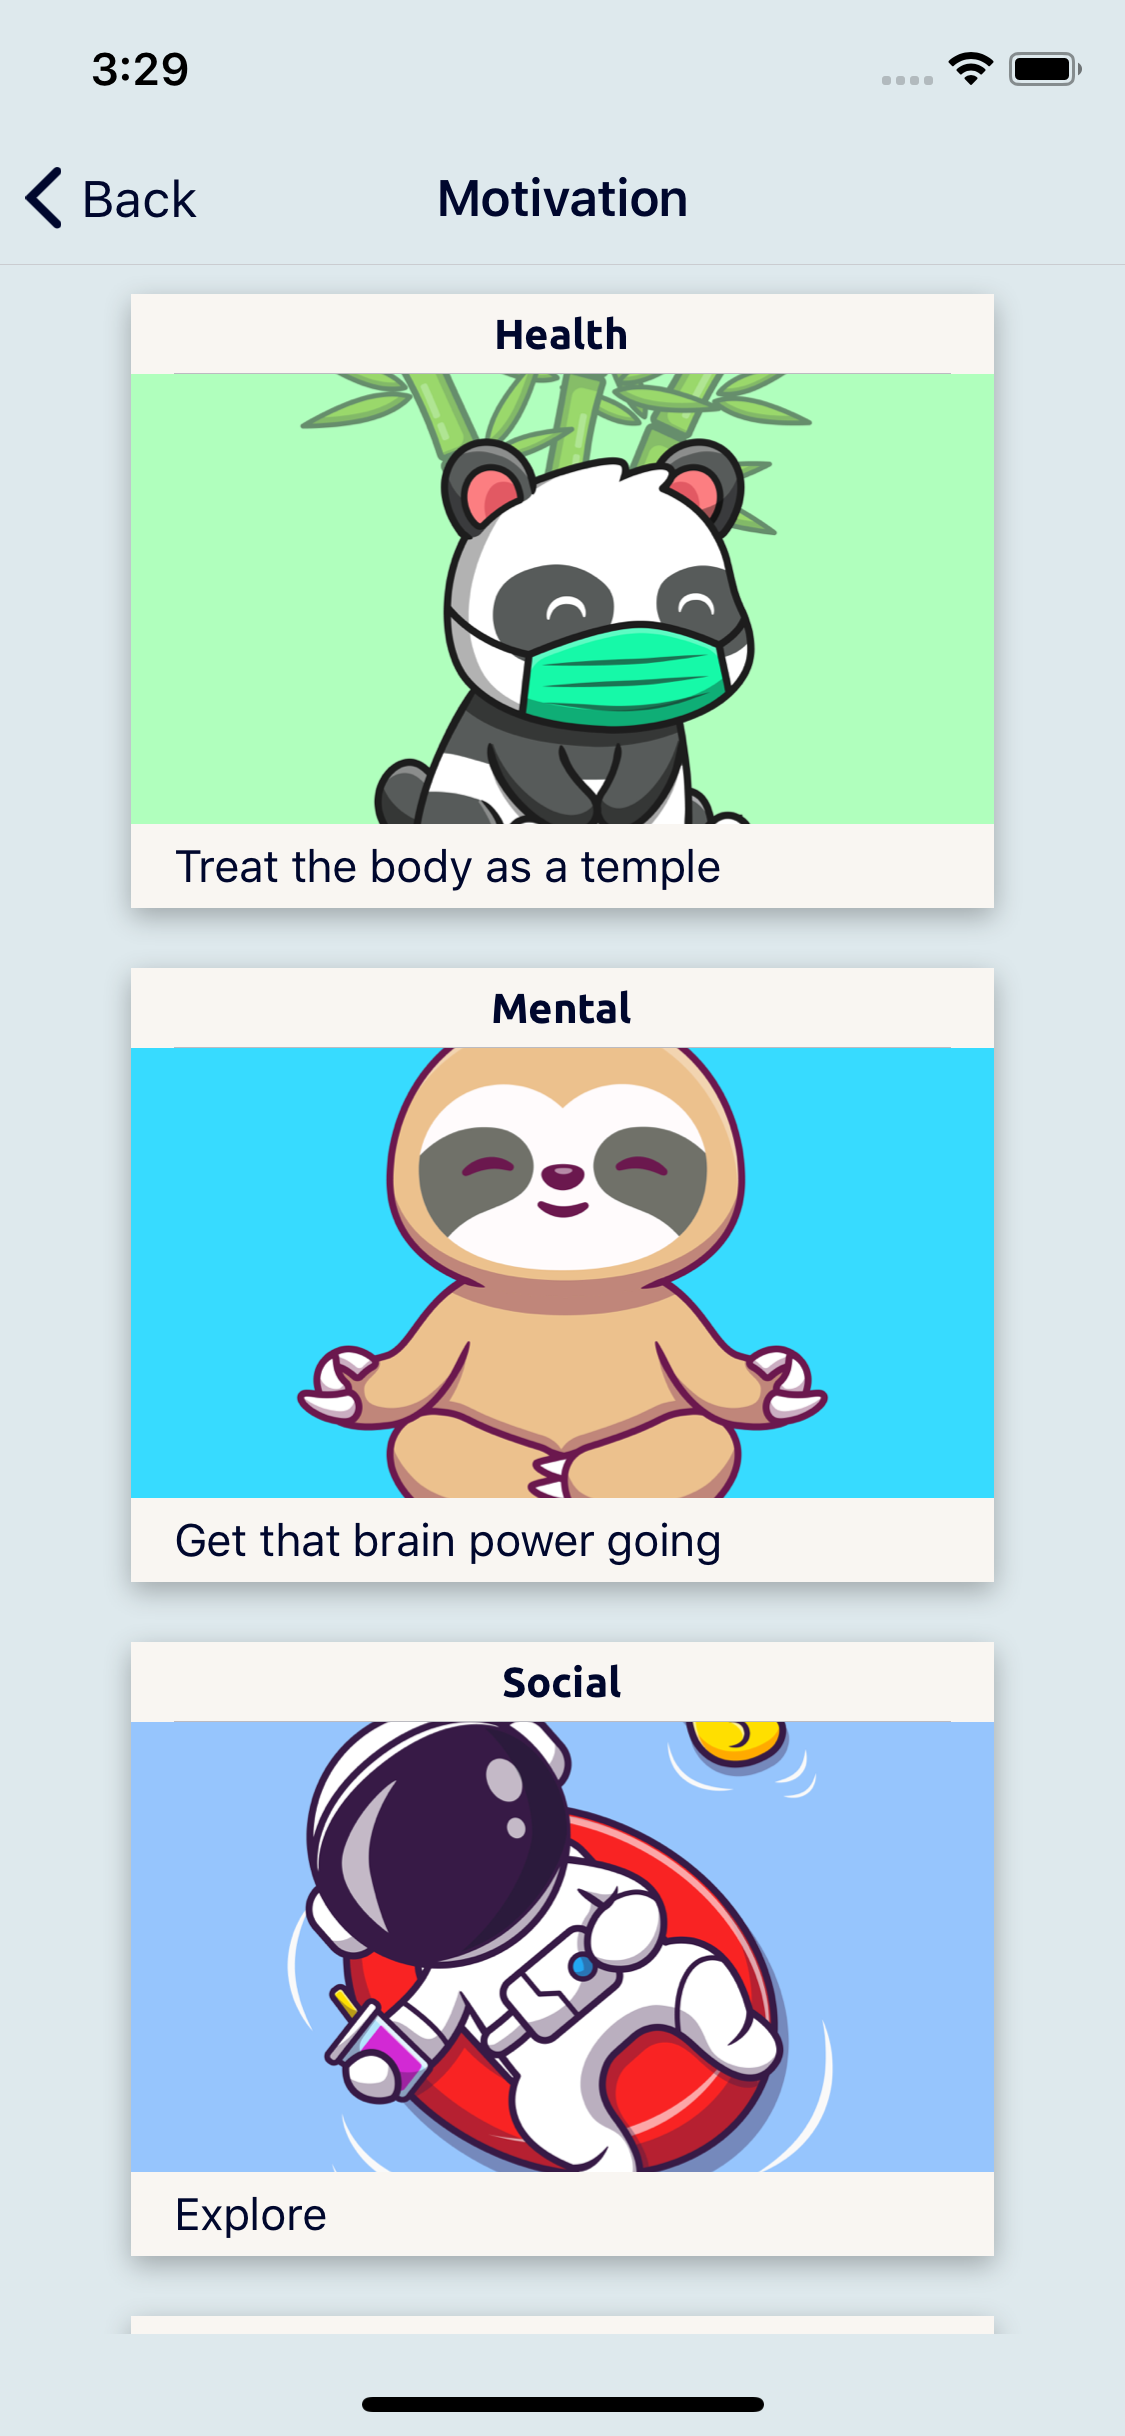 3:29
Back
Motivation
Health
Treat the body as a temple
Mental
Get that brain power going
Social
Explore